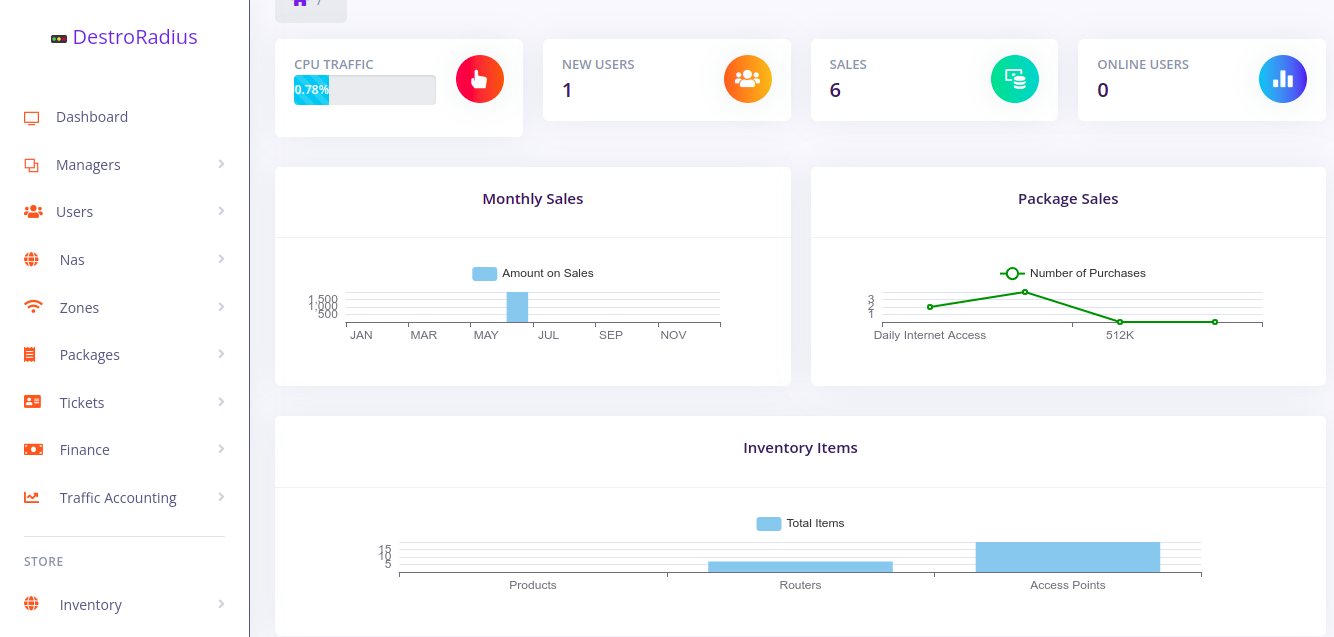 DestroRadius
Dashboard
Managers
Users
Nas
Zones
Packages
Tickets
Finance
Traffic Accounting
STORE
Inventory
/
CPU TRAFFIC
0.78%
NEW USERS
1
SALES
6
ONLINE USERS
0
Monthly Sales
Amount on Sales
1,500
1,000
500
JAN MAR MAY JUL SEP NOV
Package Sales
Number of Purchases
3
2
1
Daily Internet Access 512K
Inventory Items
Total Items
15
10
5
Products Routers Access Points